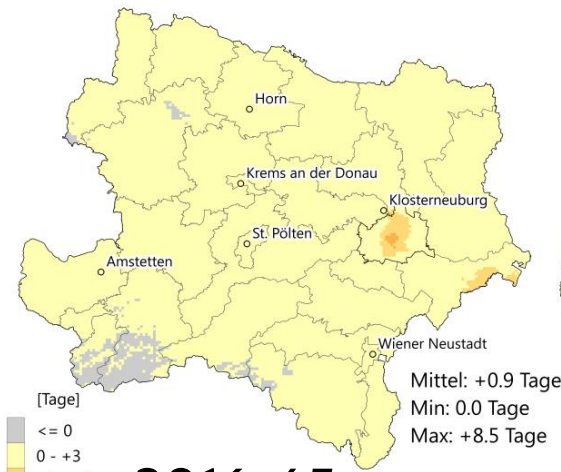 Horn
Krems an der Donau
Klosterneuburg
St. Pölten
Amstetten
Wiener Neustadt
Mittel: +0.9 Tage
Min: 0.0 Tage
Max: +8.5 Tage
[Tage]
<= 0
0 - +3